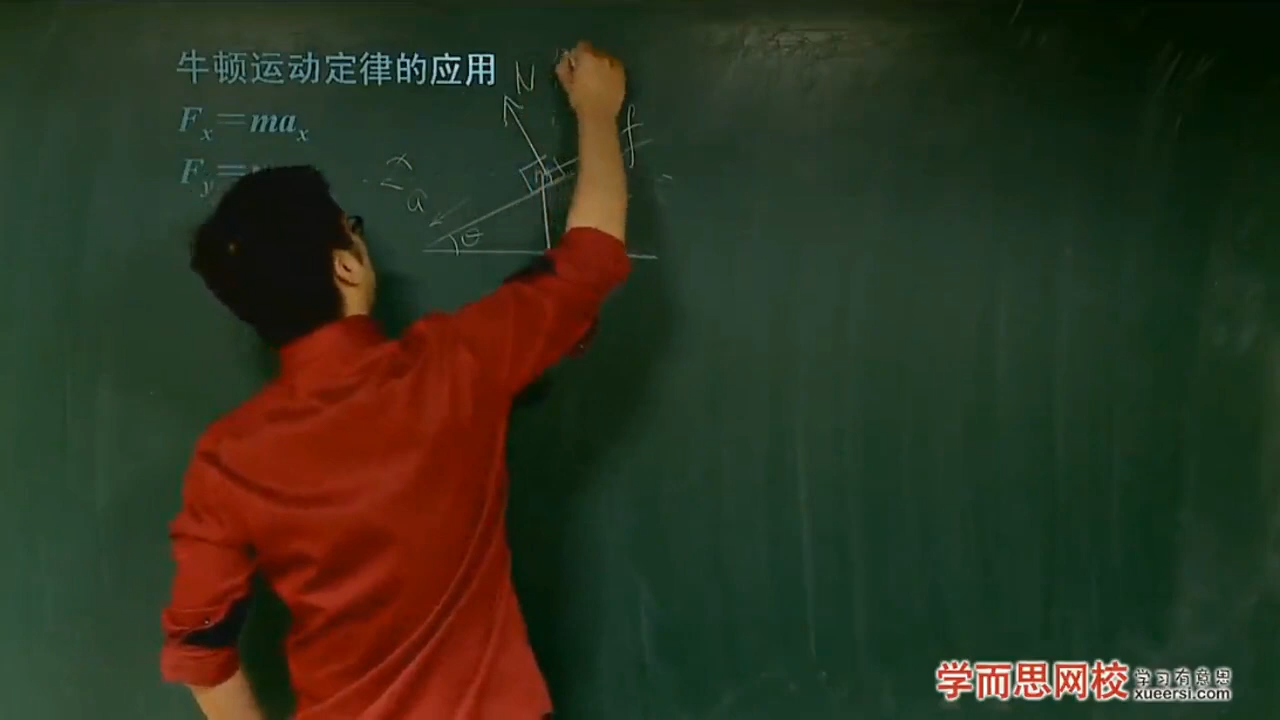 牛顿运动定律的应用
Fx=max
Fy=
N
f
x
a
θ
学而思网校 学习有意思
xueersi.com